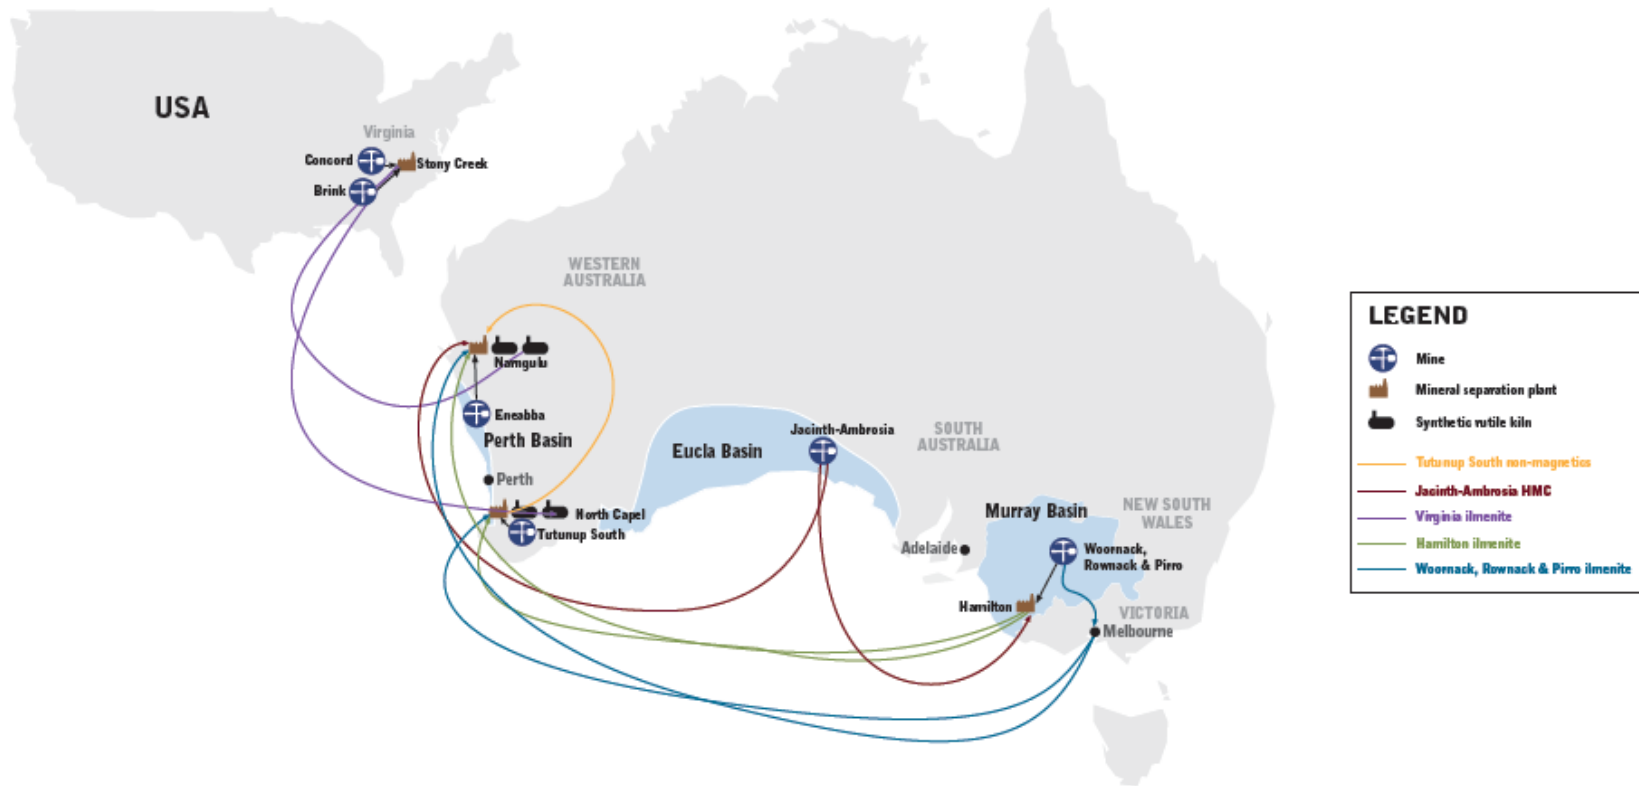 USA
Virginia
Concord
Stony Creek
Brink
WESTERN
AUSTRALIA
Narngulu
Eneabba
Perth Basin
Perth
North Capel
Tutunup South
Eucla Basin
Jacinth-Ambrosia
SOUTH
AUSTRALIA
Murray Basin
NEW SOUTH
WALES
Adelaide
Woornack,
Rownack & Pirro
Hamilton
VICTORIA
Melbourne
LEGEND
Mine
Mineral separation plant
Synthetic rutile kiln
Tutunup South non-magnetics
Jacinth-Ambrosia HMC
Virginia ilmenite
Hamilton ilmenite
Woornack, Rownack & Pirro ilmenite